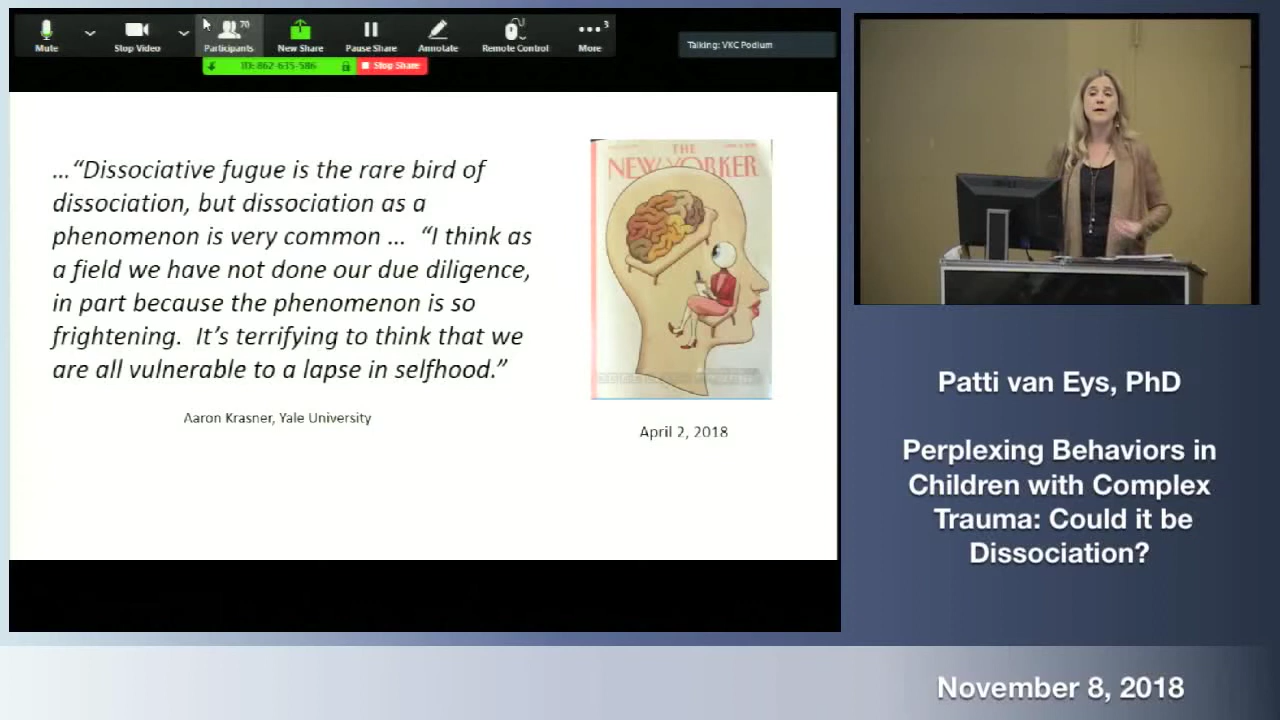 70
3
Mute
Stop Video
Participants
New Share
Pause Share
Annotate
Remote Control
More
Talking: VKC Podium
ID: 862-635-586
Stop Share
…“Dissociative fugue is the rare bird of
dissociation, but dissociation as a
phenomenon is very common … “I think as
a field we have not done our due diligence,
in part because the phenomenon is so
frightening. It’s terrifying to think that we
are all vulnerable to a lapse in selfhood.”
Aaron Krasner, Yale University
THE
NEW YORKER
April 2, 2018
Patti van Eys, PhD
Perplexing Behaviors in
Children with Complex
Trauma: Could it be
Dissociation?
November 8, 2018